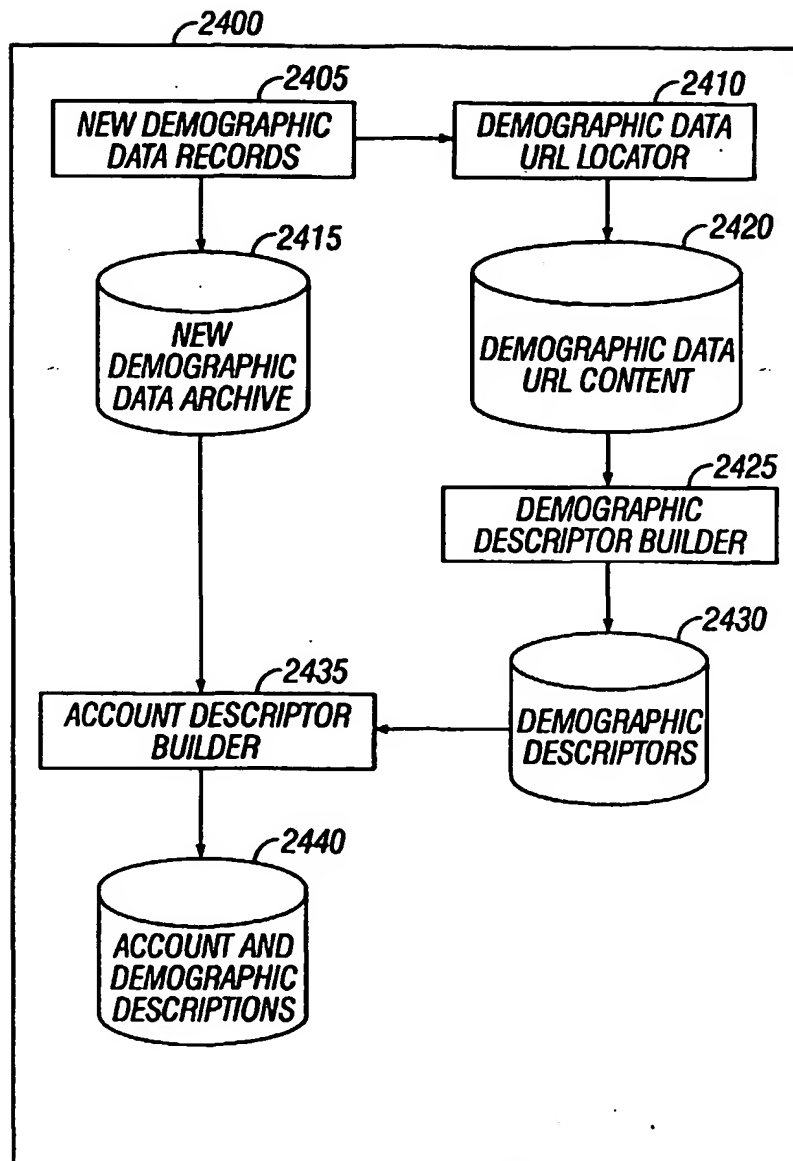 2400
2405
NEW DEMOGRAPHIC
DATA RECORDS
2410
DEMOGRAPHIC DATA
URL LOCATOR
2415
NEW
DEMOGRAPHIC
DATA ARCHIVE
2420
DEMOGRAPHIC DATA
URL CONTENT
2425
DEMOGRAPHIC
DESCRIPTOR BUILDER
2430
DEMOGRAPHIC
DESCRIPTORS
2435
ACCOUNT DESCRIPTOR
BUILDER
2440
ACCOUNT AND
DEMOGRAPHIC
DESCRIPTIONS